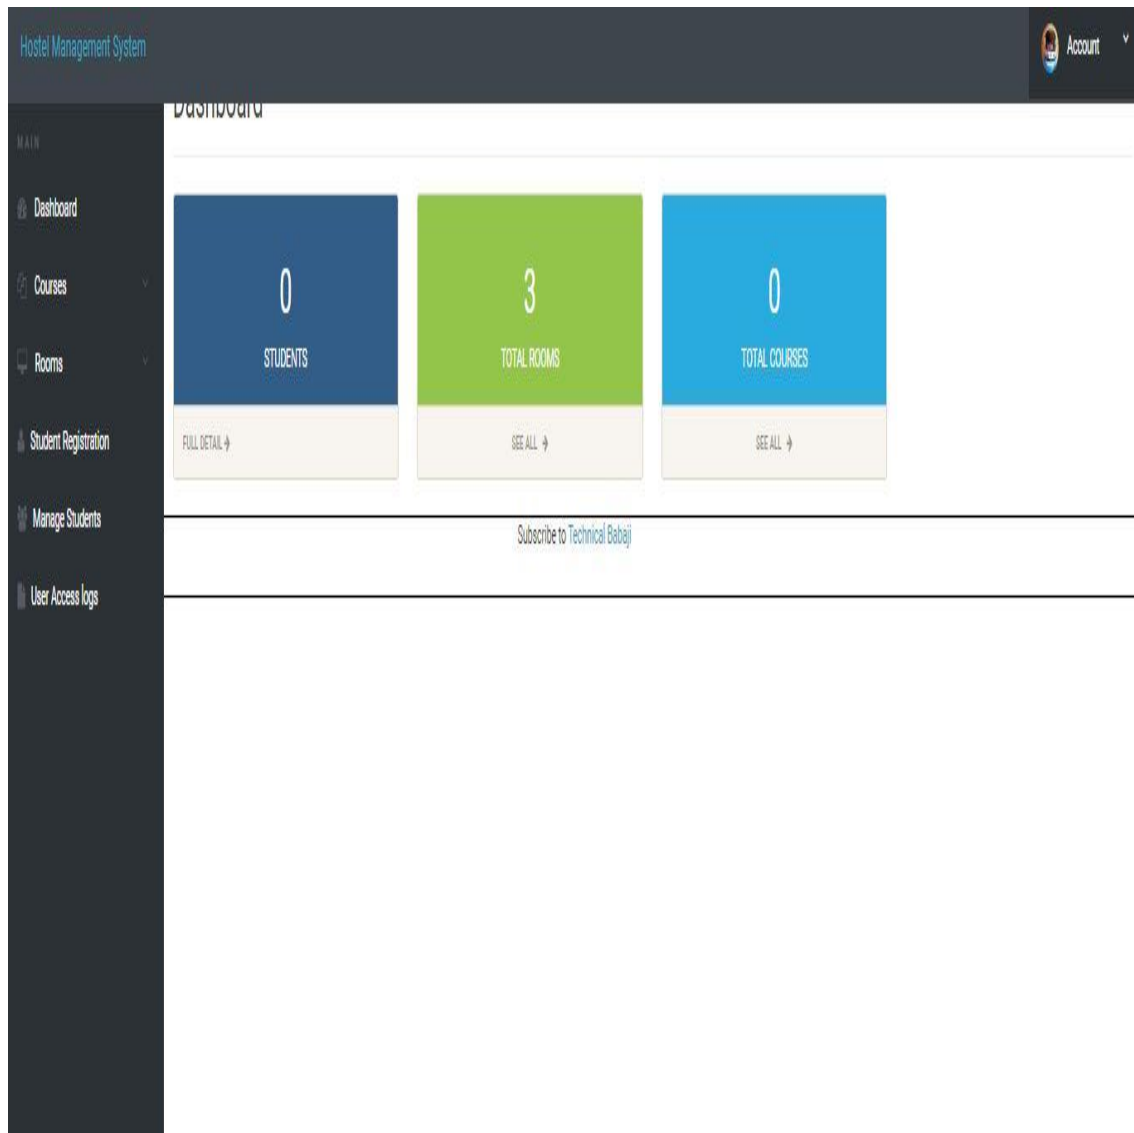 Hostel Management System
Account
MAIN
Dashboard
Courses
Rooms
Student Registration
Manage Students
User Access logs
Dashboard
0
STUDENTS
FULL DETAIL
3
TOTAL ROOMS
SEE ALL
0
TOTAL COURSES
SEE ALL
Subscribe to Technical Babaji